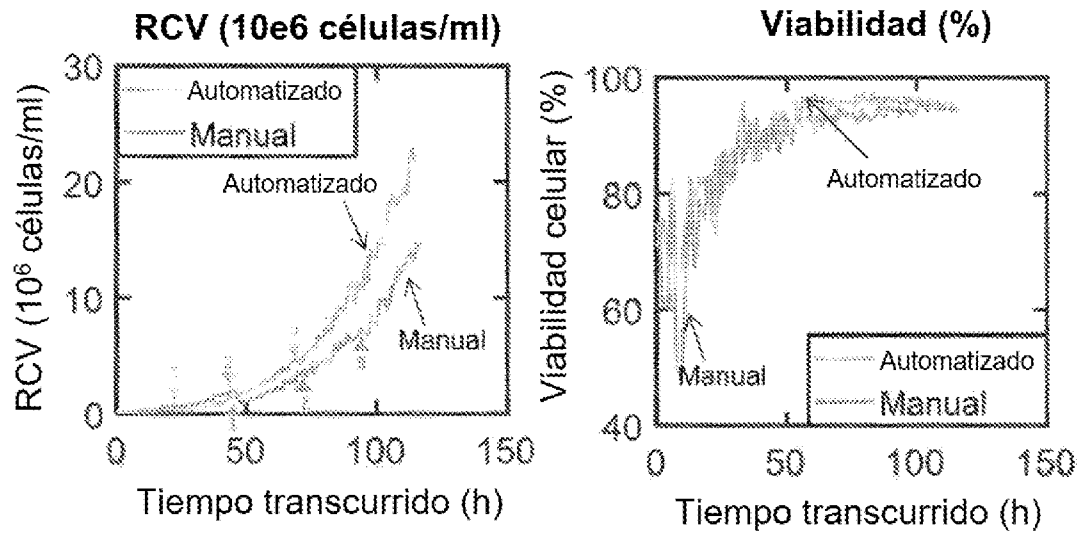 RCV (10e6 células/ml)
30
20
10
0
RCV (10⁶ células/ml)
Automatizado
Manual
Automatizado
Manual
0
50
100
150
Tiempo transcurrido (h)
Viabilidad (%)
100
80
60
40
Viabilidad celular (%)
Automatizado
Manual
Automatizado
Manual
0
50
100
150
Tiempo transcurrido (h)